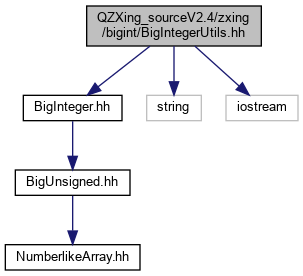 QZXing_sourceV2.4/zxing
/bigint/BigIntegerUtils.hh
BigInteger.hh
string
iostream
BigUnsigned.hh
NumberlikeArray.hh